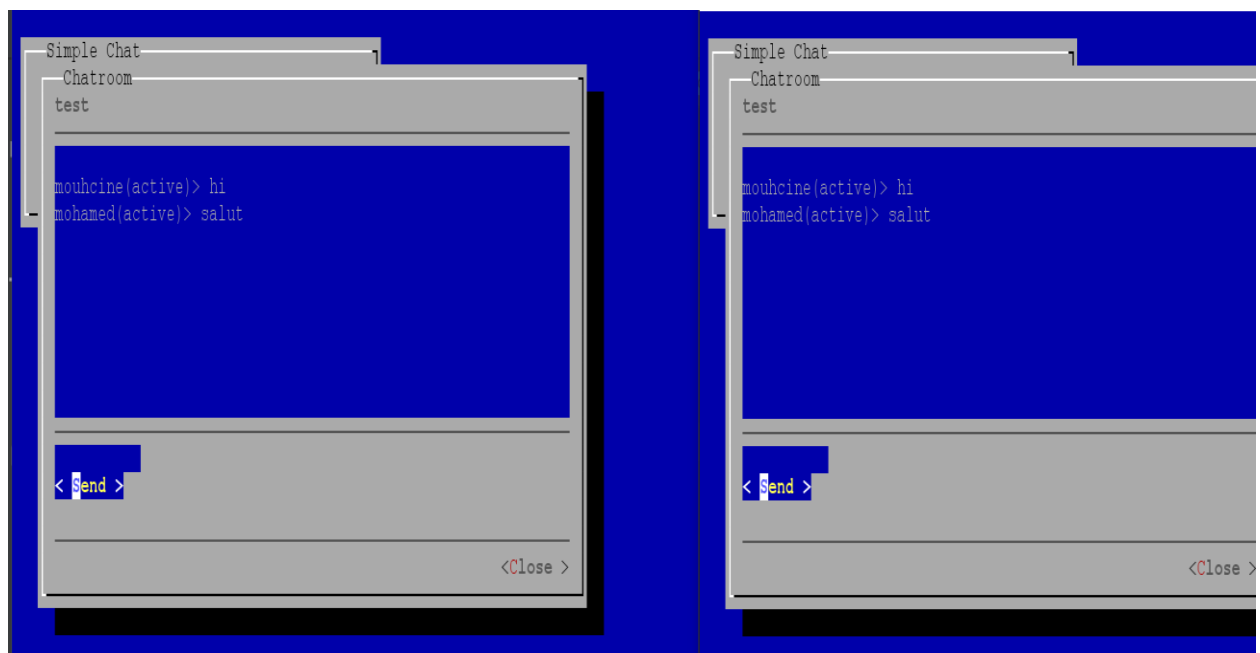 Simple Chat
Chatroom
test
mouhcine(active)> hi
mohamed(active)> salut
< Send >
<Close >
Simple Chat
Chatroom
test
mouhcine(active)> hi
mohamed(active)> salut
< Send >
<Close >